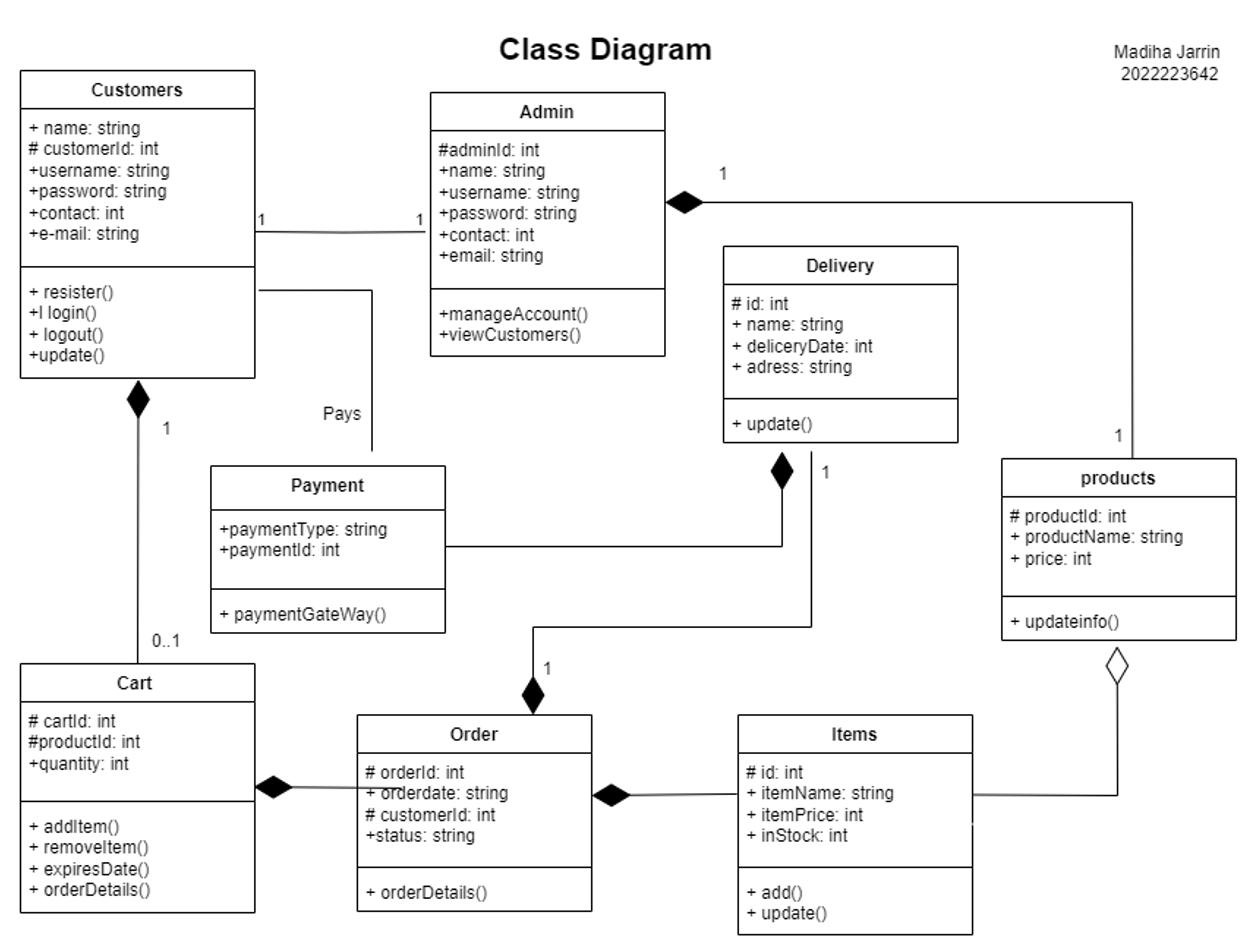 Class Diagram
Madiha Jarrin
2022223642
Customers
+ name: string
# customerId: int
+username: string
+password: string
+contact: int
+e-mail: string
+ resister()
+l login()
+ logout()
+update()
1
1
Admin
#adminId: int
+name: string
+username: string
+password: string
+contact: int
+email: string
+manageAccount()
+viewCustomers()
1
Delivery
# id: int
+ name: string
+ deliceryDate: int
+ adress: string
+ update()
1
Pays
1
1
Payment
+paymentType: string
+paymentId: int
+ paymentGateWay()
products
# productId: int
+ productName: string
+ price: int
+ updateinfo()
0..1
1
Cart
# cartId: int
#productId: int
+quantity: int
+ addItem()
+ removeItem()
+ expiresDate()
+ orderDetails()
Order
# orderId: int
+ orderdate: string
# customerId: int
+status: string
+ orderDetails()
Items
# id: int
+ itemName: string
+ itemPrice: int
+ inStock: int
+ add()
+ update()